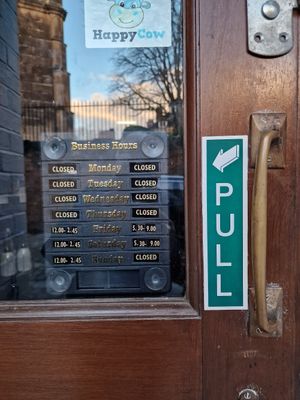 HappyCow
Business Hours
CLOSED Monday CLOSED
CLOSED Tuesday CLOSED
CLOSED Wednesday CLOSED
CLOSED Thursday CLOSED
12.00- 2.45 Friday 5.30- 9.00
12.00- 2.45 Saturday 5.30- 9.00
12.00- 2.45 Sunday CLOSED
PULL